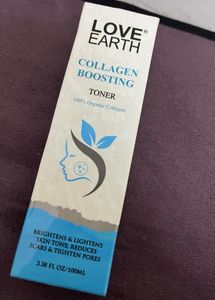 LOVE®
EARTH
COLLAGEN
BOOSTING
TONER
100% Organic Collagen
BRIGHTENS & LIGHTENS
SKIN TONE, REDUCES
SCARS & TIGHTEN PORES
3.38 FL OZ/100ML